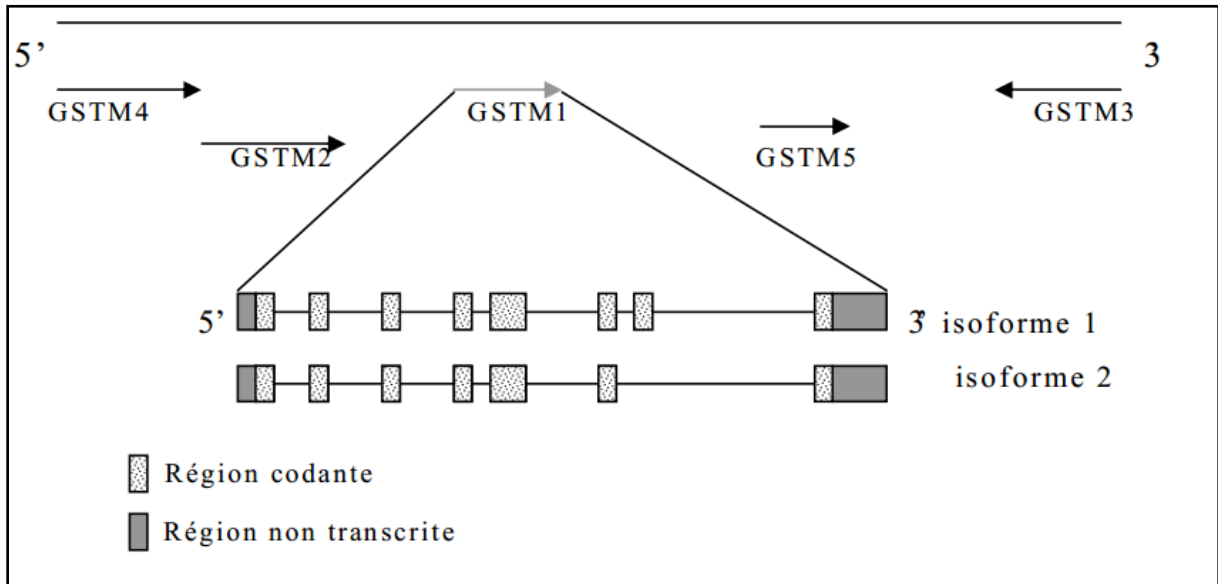 5’ 3’
GSTM4 GSTM1 GSTM3
GSTM2 GSTM5
5’ 3’ isoforme 1
isoforme 2
Région codante
Région non transcrite